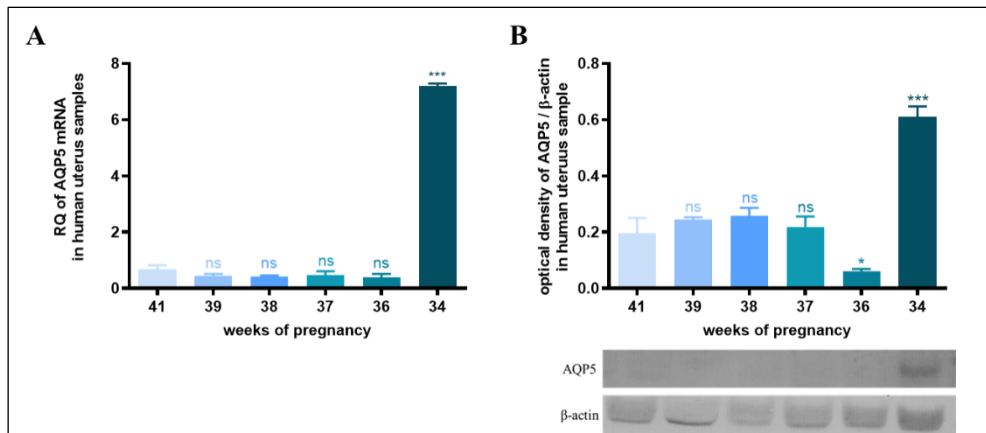 A
RQ of AQP5 mRNA
in human uterus samples
8
6
4
2
0
***
ns
ns
ns
ns
41
39
38
37
36
34
weeks of pregnancy
B
optical density of AQP5 / β-actin
in human uteruus sample
0.8
0.6
0.4
0.2
0.0
***
ns
ns
ns
*
41
39
38
37
36
34
weeks of pregnancy
AQP5
β-actin